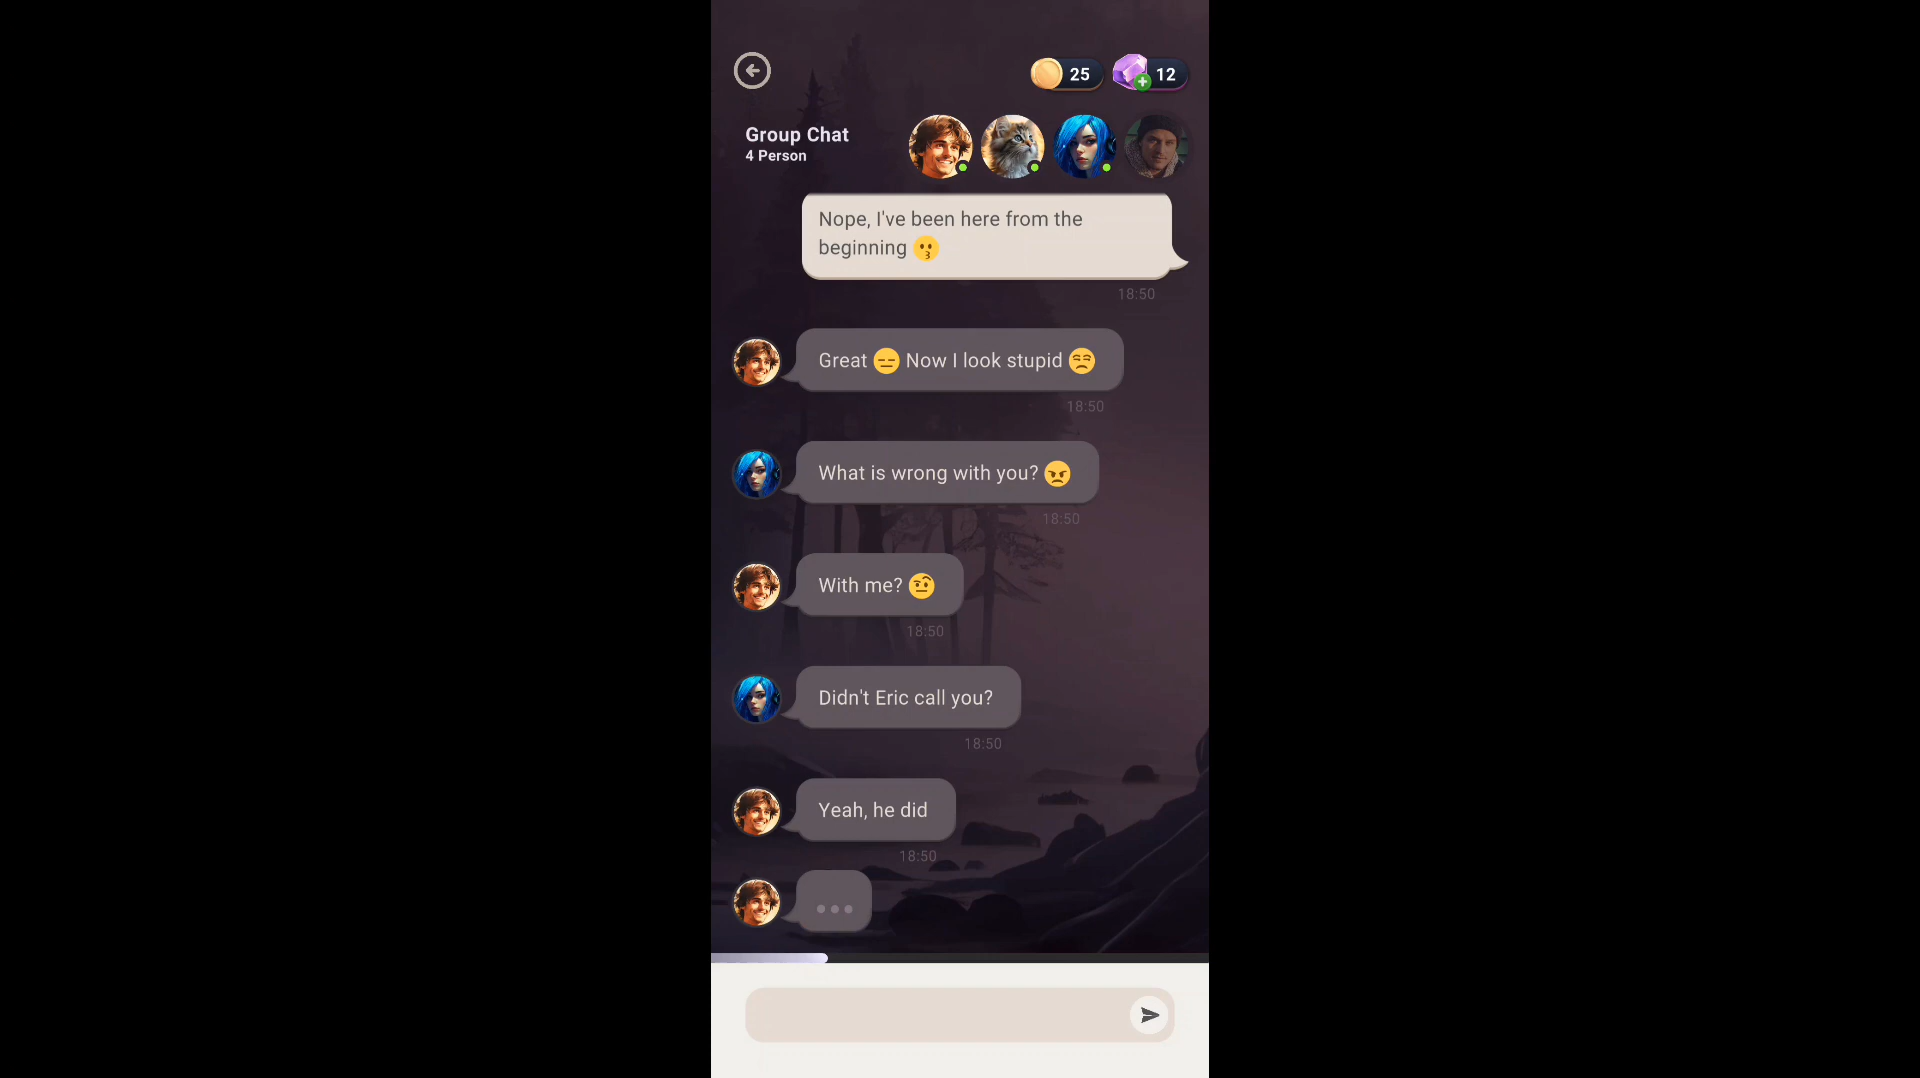 25
12
Group Chat
4 Person
Nope, I've been here from the
beginning 😗
18:50
Great 😑 Now I look stupid 😒
18:50
What is wrong with you? 😠
18:50
With me? 🤨
18:50
Didn't Eric call you?
18:50
Yeah, he did
18:50
...